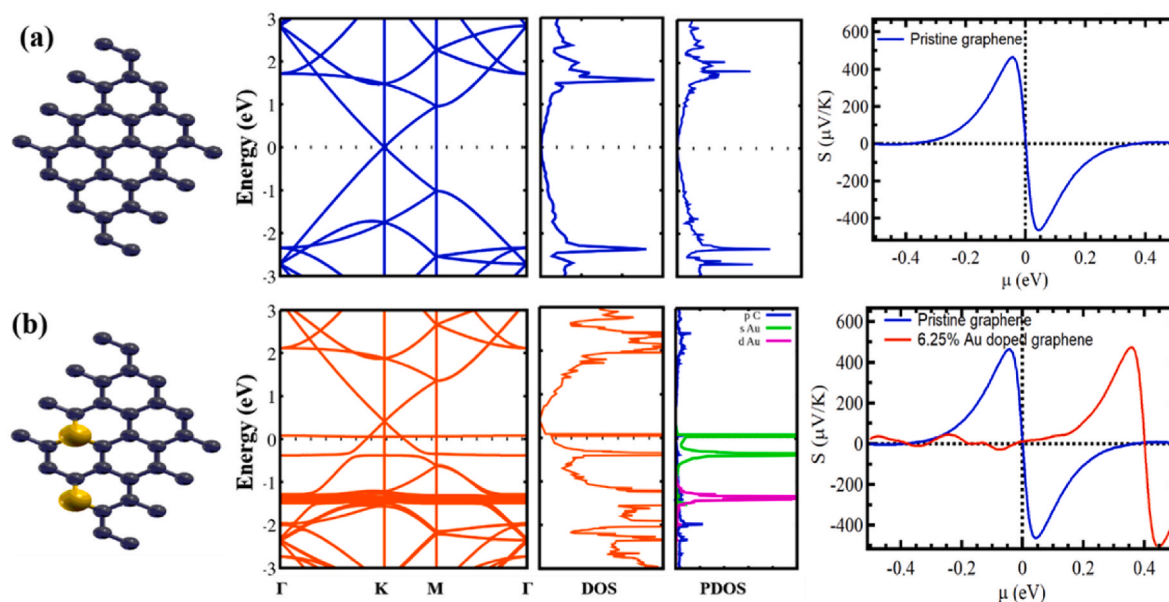 (a)
Energy (eV)
3
2
1
0
-1
-2
3
Pristine graphene
S (μV/K)
600
400
200
0
-200
-400
-0.4 -0.2 0 0.2 0.4
μ (eV)
(b)
Energy (eV)
3
2
1
0
-1
-2
-3
Γ K M Γ
DOS
p C
s Au
d Au
PDOS
Pristine graphene
6.25% Au doped graphene
S (μV/K)
600
400
200
0
-200
-400
-0.4 -0.2 0 0.2 0.4
μ (eV)